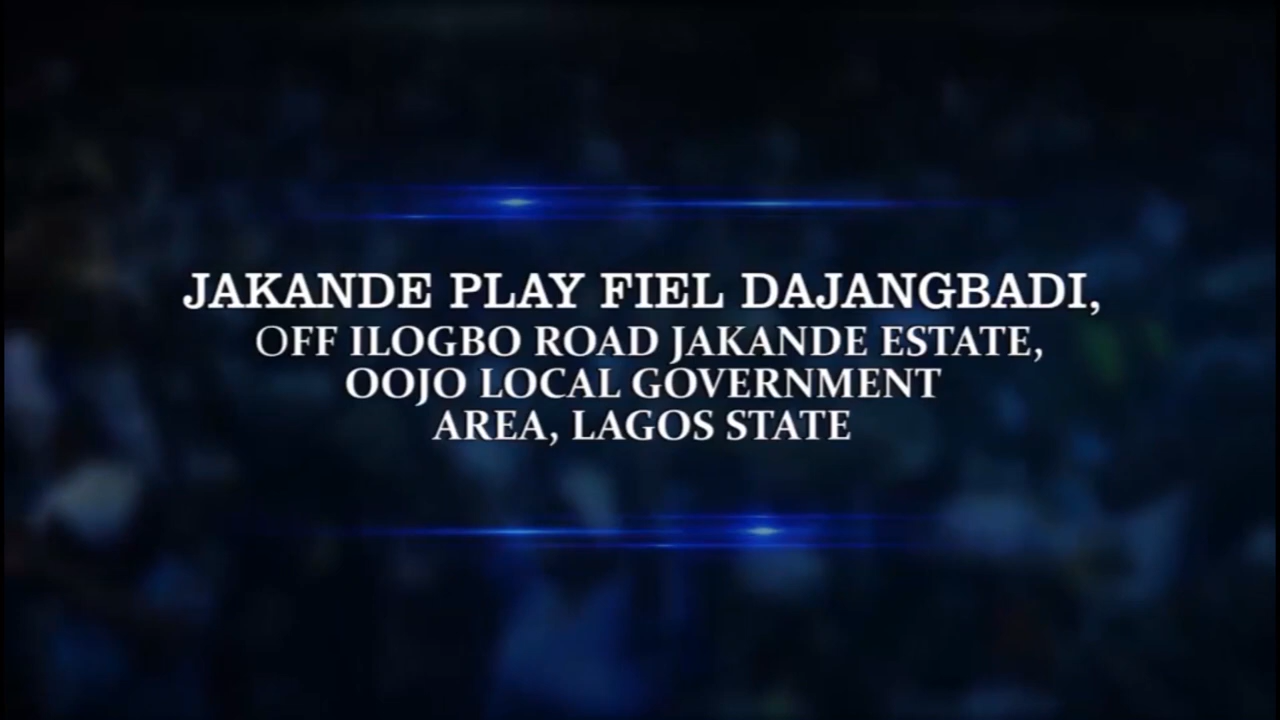 JAKANDE PLAY FIEL DAJANGBADI,
OFF ILOGBO ROAD JAKANDE ESTATE,
OOJO LOCAL GOVERNMENT
AREA, LAGOS STATE